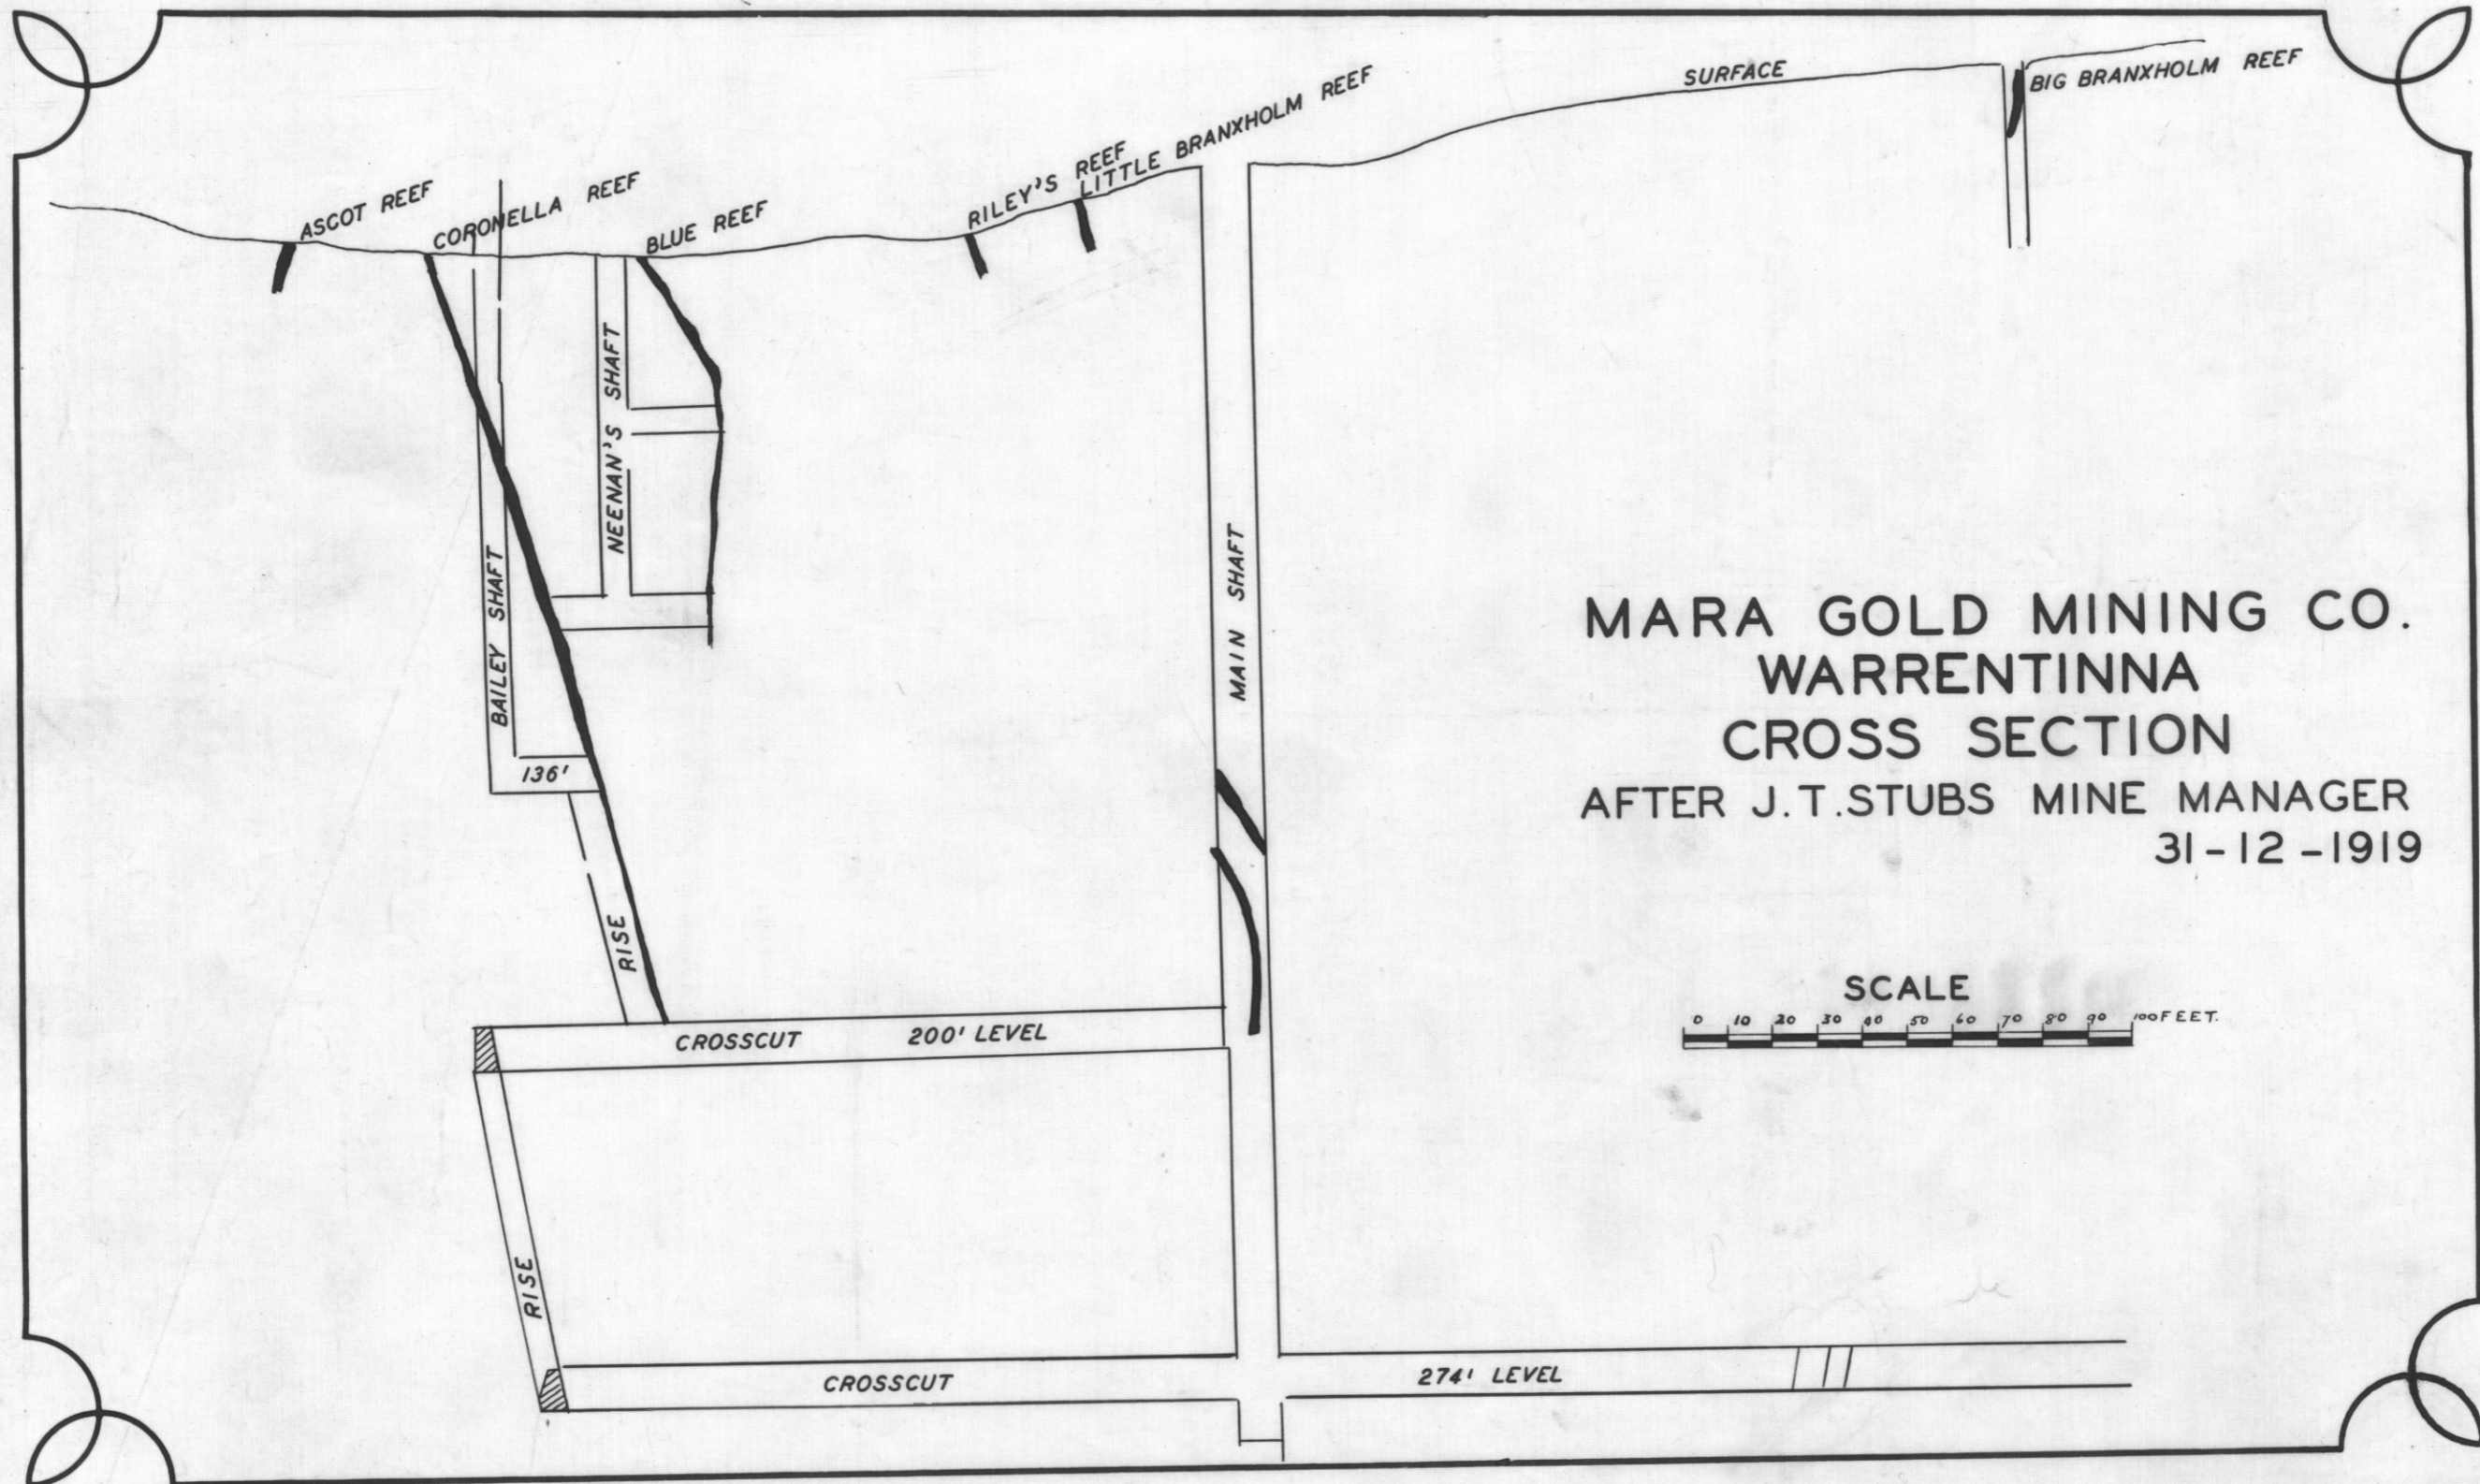 SURFACE
BIG BRANXHOLM REEF
LITTLE BRANXHOLM REEF
RILEY'S REEF
ASCOT REEF
CORONELLA REEF
BLUE REEF
NEENAN'S SHAFT
BAILEY SHAFT
MAIN SHAFT
136'
RISE
CROSSCUT 200' LEVEL
RISE
CROSSCUT
274' LEVEL
MARA GOLD MINING CO.
WARRENTINNA
CROSS SECTION
AFTER J.T.STUBS MINE MANAGER
31-12-1919
SCALE
0 10 20 30 40 50 60 70 80 90 100 FEET.